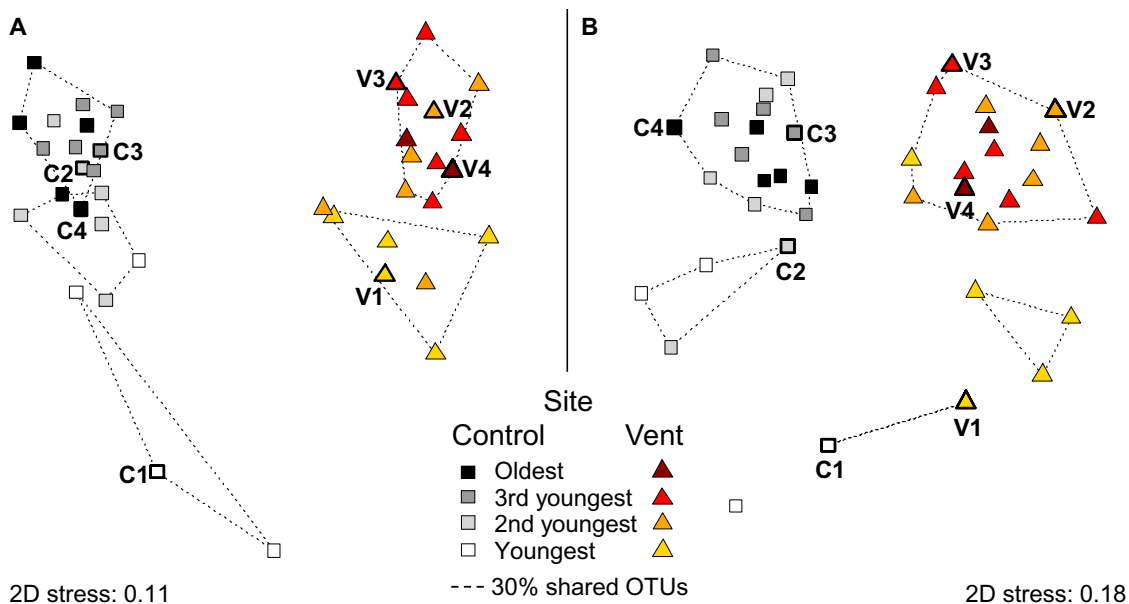 A
B
V3
V2
V4
V1
C3
C2
C4
C1
V3
V2
V4
C4
C3
C2
V1
C1
Site
Control Vent
Oldest
3rd youngest
2nd youngest
Youngest
30% shared OTUs
2D stress: 0.11
2D stress: 0.18